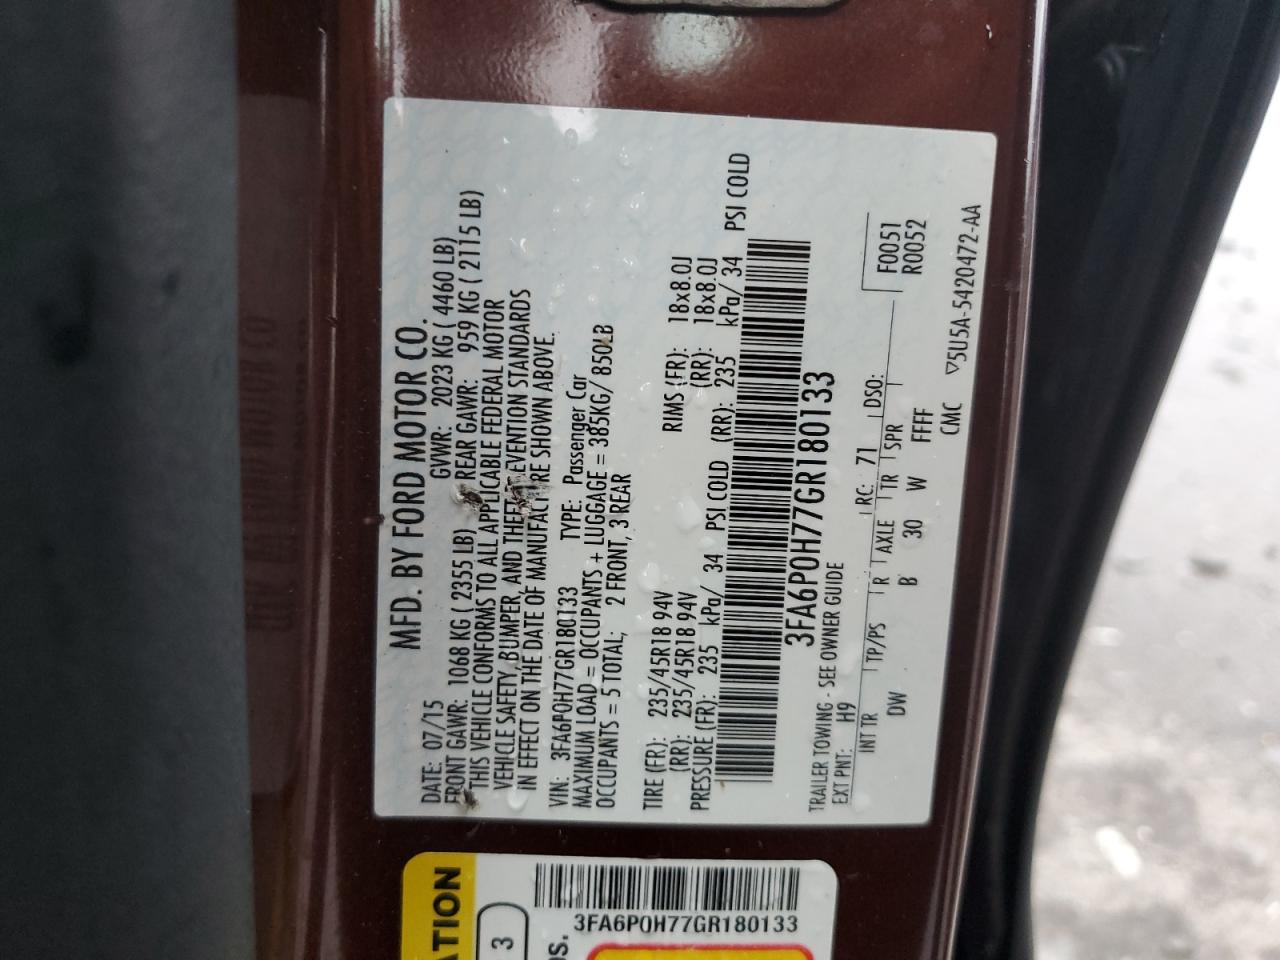 MFD. BY FORD MOTOR CO.
DATE: 07/15 GVWR: 2023 KG ( 4460 LB)
FRONT GAWR: 1068 KG ( 2355 LB) REAR GAWR: 959 KG ( 2115 LB)
THIS VEHICLE CONFORMS TO ALL APPLICABLE FEDERAL MOTOR
VEHICLE SAFETY, BUMPER, AND THEFT PREVENTION STANDARDS
IN EFFECT ON THE DATE OF MANUFACTURE SHOWN ABOVE.
VIN: 3FA6P0H77GR180133 TYPE: Passenger Car
MAXIMUM LOAD = OCCUPANTS + LUGGAGE = 385KG/ 850LB
OCCUPANTS = 5 TOTAL; 2 FRONT, 3 REAR
TIRE (FR): 235/45R18 94V RIMS (FR): 18x8.0J
(RR): 235/45R18 94V (RR): 18x8.0J
PRESSURE (FR): 235 kPa/ 34 PSI COLD (RR): 235 kPa/ 34 PSI COLD
3FA6P0H77GR180133
TRAILER TOWING - SEE OWNER GUIDE
EXT PNT: H9 RC: 71 DSO: F0051
R0052
INT TR TP/PS R AXLE TR SPR
DW B 30 W FFFF
CMC ▽5U5A-5420472-AA
ATION
3
3FA6P0H77GR180133